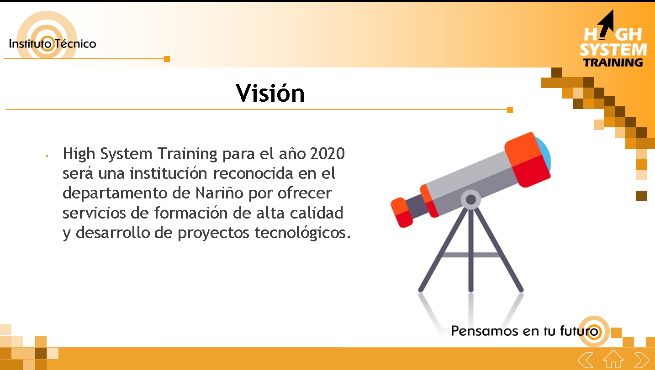 Instituto Técnico
HIGH
SYSTEM
TRAINING
Visión
High System Training para el año 2020
será una institución reconocida en el
departamento de Nariño por ofrecer
servicios de formación de alta calidad
y desarrollo de proyectos tecnológicos.
Pensamos en tu futuro